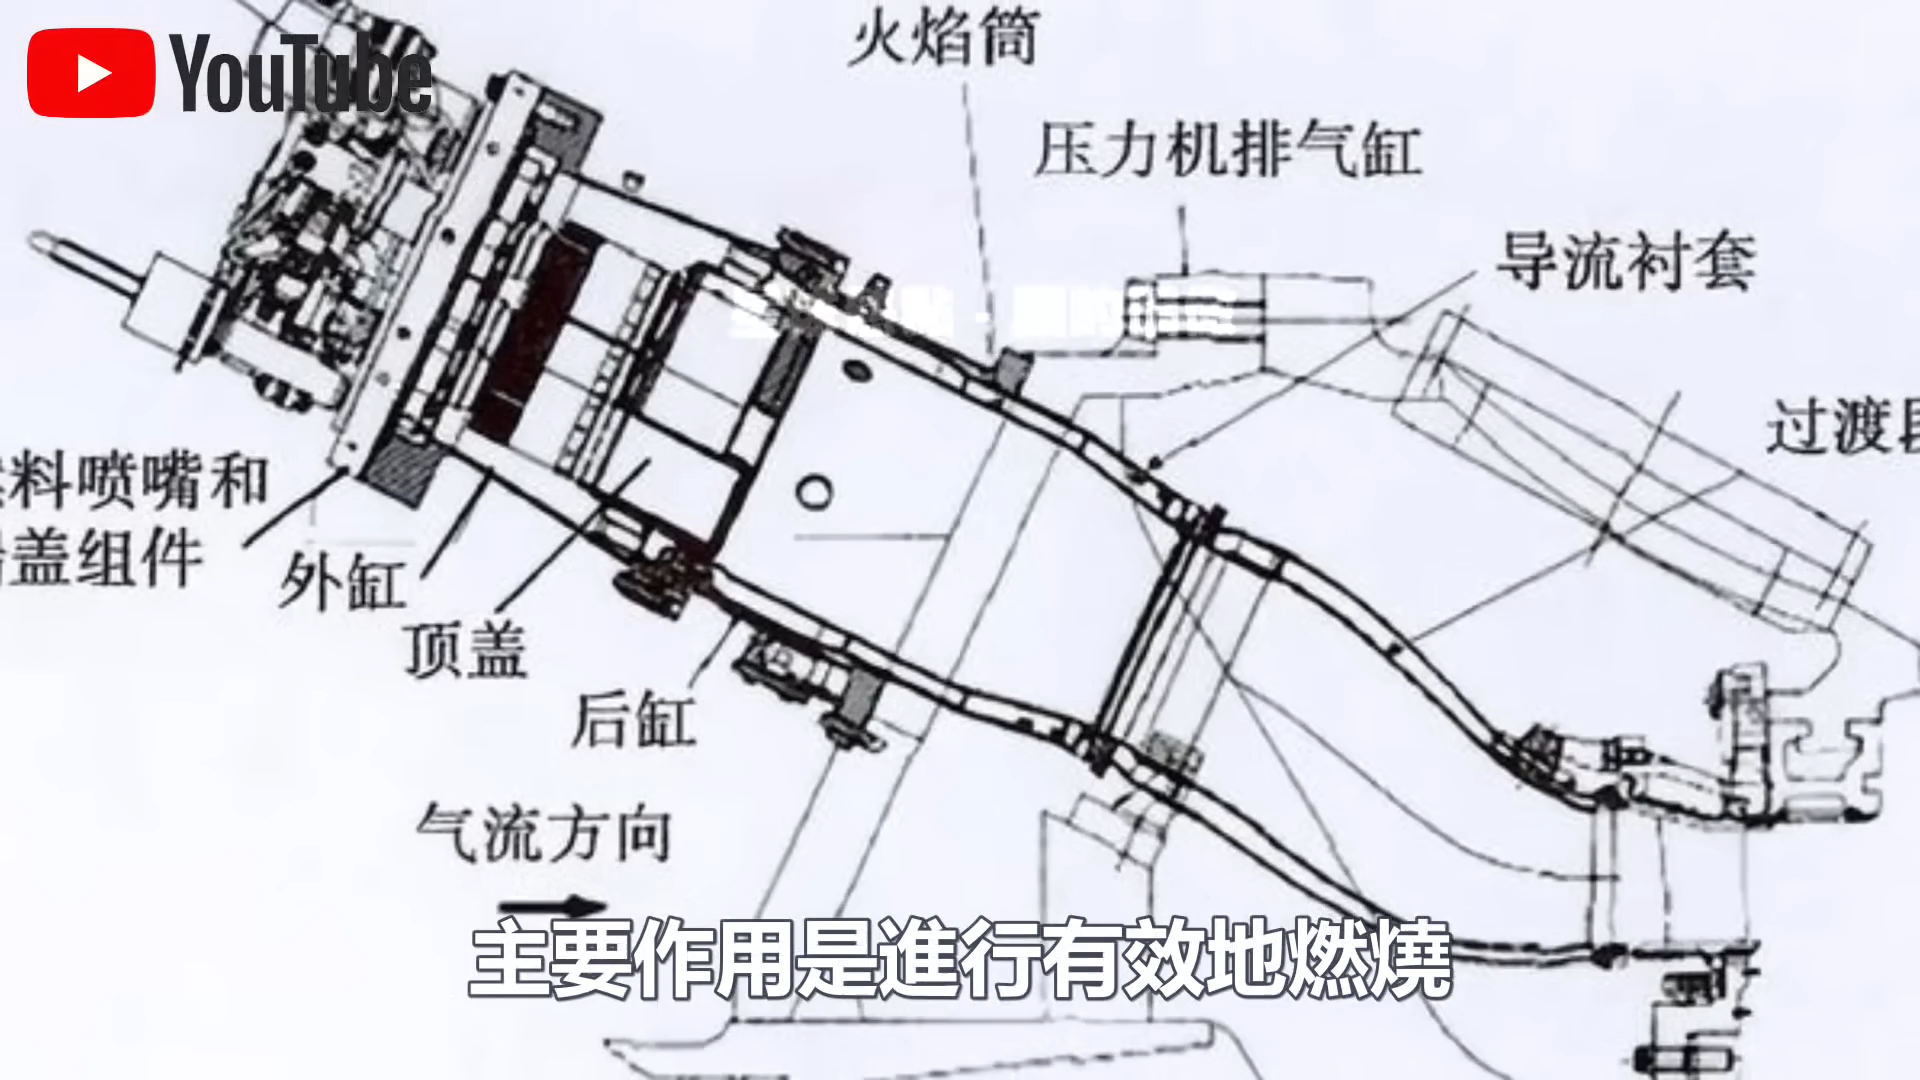 YouTube
火焰筒
压力机排气缸
导流衬套
过渡段
料喷嘴和
盖组件
外缸
顶盖
后缸
气流方向
主要作用是進行有效地燃燒